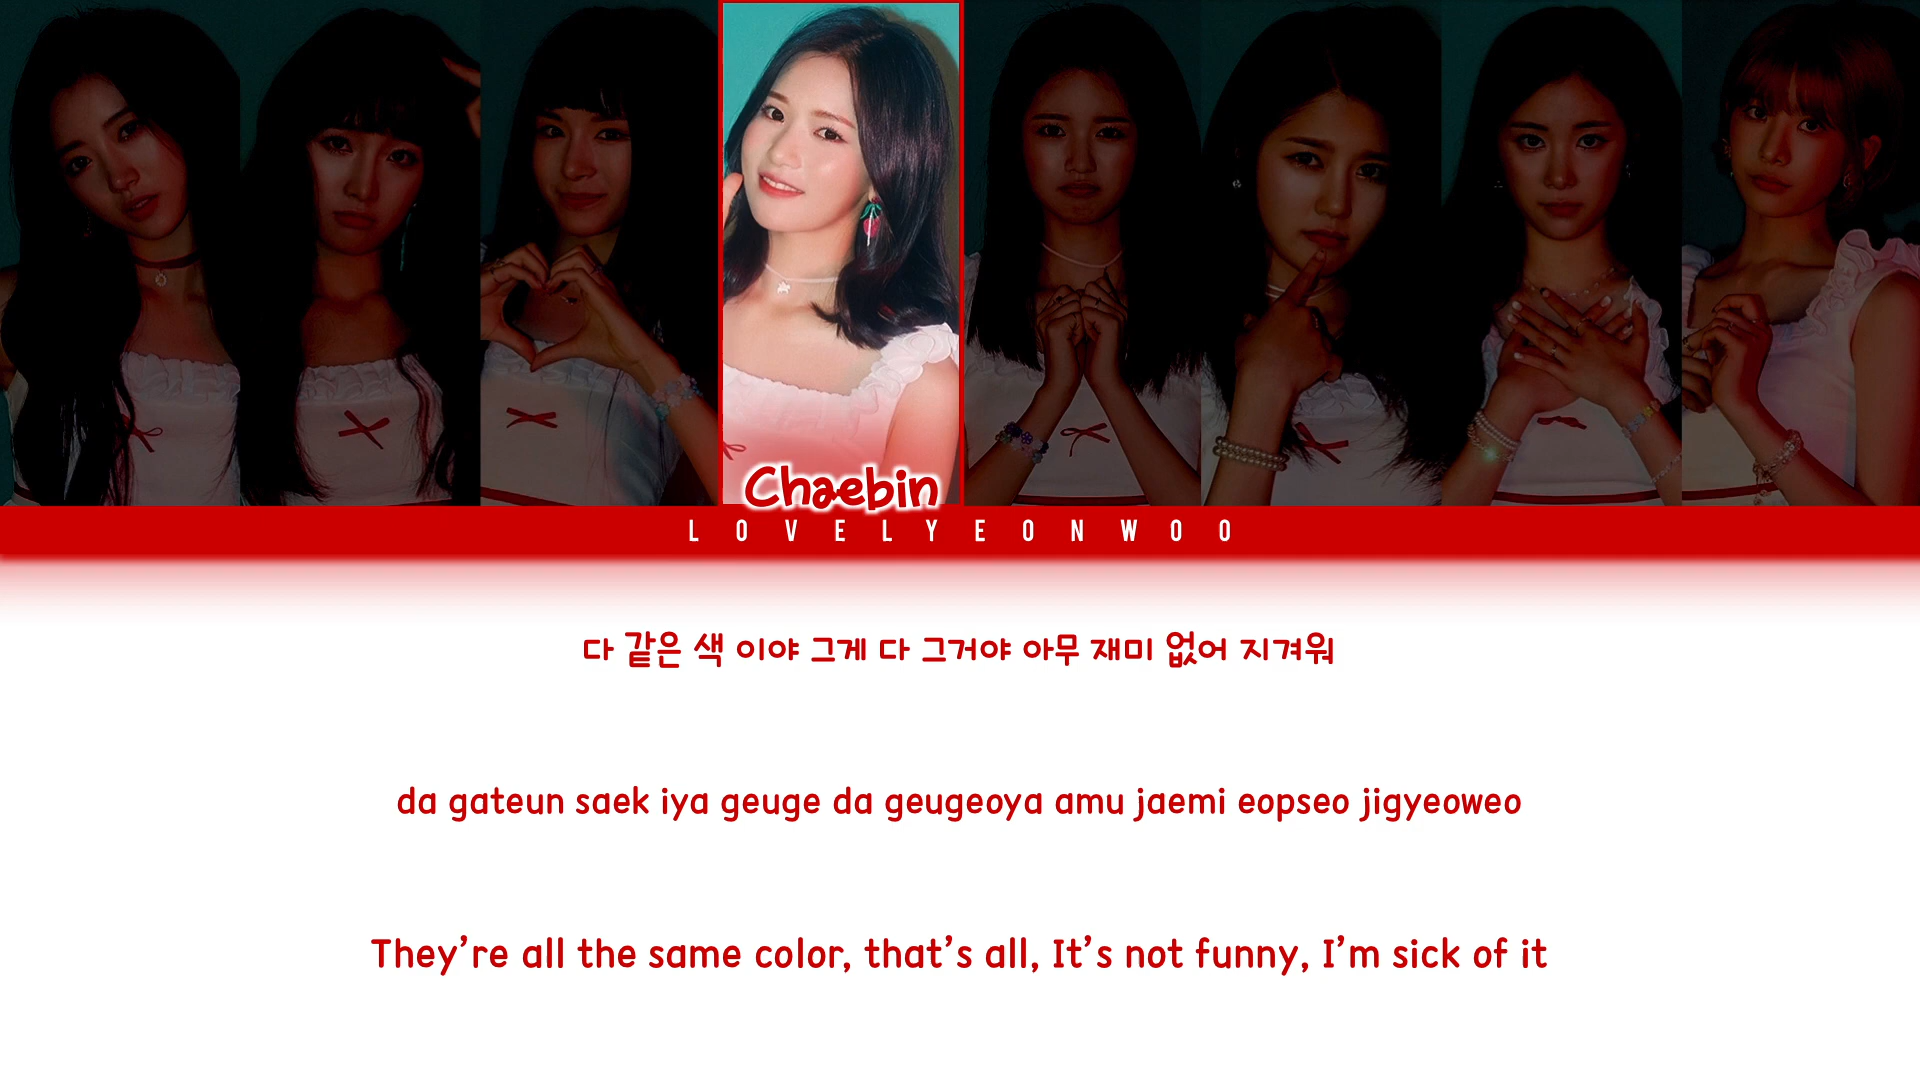 Chaebin
LOVELYEONWOO
다 같은 색 이야 그게 다 그거야 아무 재미 없어 지겨워
da gateun saek iya geuge da geugeoya amu jaemi eopseo jigyeoweo
They’re all the same color, that’s all, It’s not funny, I’m sick of it